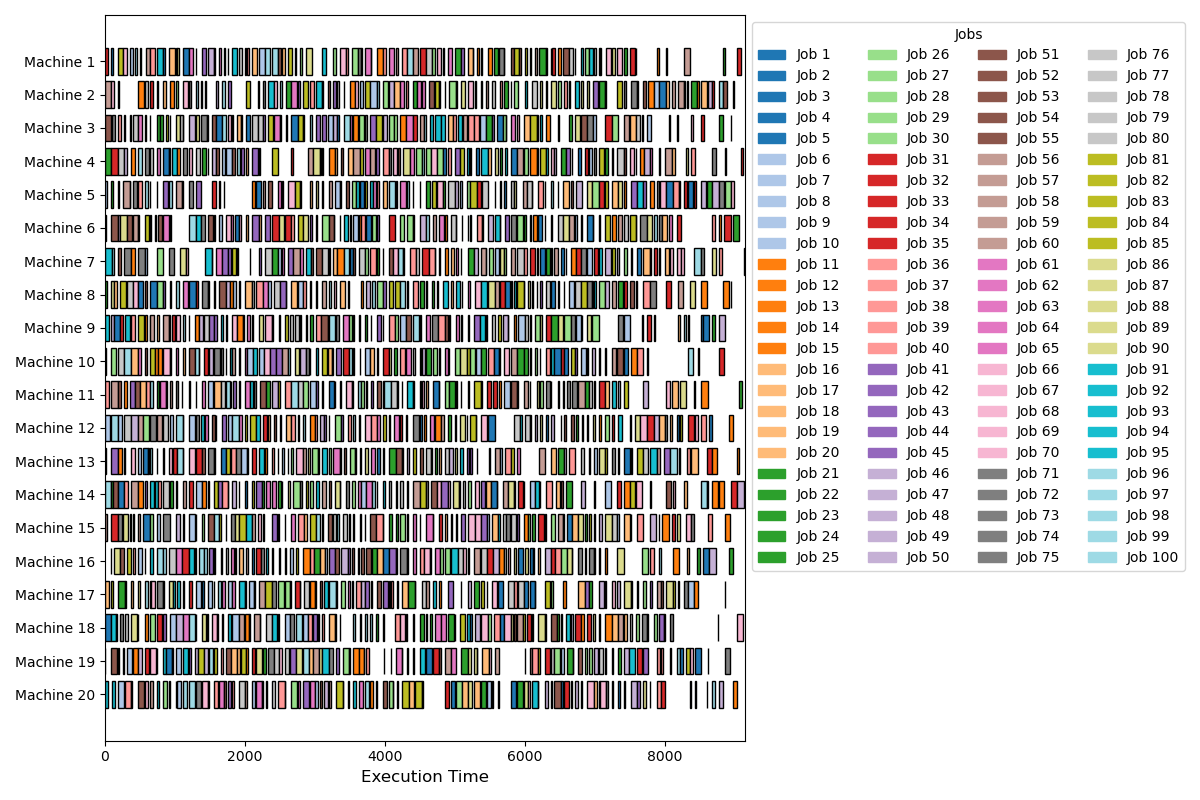 Machine 1
Machine 2
Machine 3
Machine 4
Machine 5
Machine 6
Machine 7
Machine 8
Machine 9
Machine 10
Machine 11
Machine 12
Machine 13
Machine 14
Machine 15
Machine 16
Machine 17
Machine 18
Machine 19
Machine 20
0 2000 4000 6000 8000
Execution Time
Jobs
Job 1 Job 26 Job 51 Job 76
Job 2 Job 27 Job 52 Job 77
Job 3 Job 28 Job 53 Job 78
Job 4 Job 29 Job 54 Job 79
Job 5 Job 30 Job 55 Job 80
Job 6 Job 31 Job 56 Job 81
Job 7 Job 32 Job 57 Job 82
Job 8 Job 33 Job 58 Job 83
Job 9 Job 34 Job 59 Job 84
Job 10 Job 35 Job 60 Job 85
Job 11 Job 36 Job 61 Job 86
Job 12 Job 37 Job 62 Job 87
Job 13 Job 38 Job 63 Job 88
Job 14 Job 39 Job 64 Job 89
Job 15 Job 40 Job 65 Job 90
Job 16 Job 41 Job 66 Job 91
Job 17 Job 42 Job 67 Job 92
Job 18 Job 43 Job 68 Job 93
Job 19 Job 44 Job 69 Job 94
Job 20 Job 45 Job 70 Job 95
Job 21 Job 46 Job 71 Job 96
Job 22 Job 47 Job 72 Job 97
Job 23 Job 48 Job 73 Job 98
Job 24 Job 49 Job 74 Job 99
Job 25 Job 50 Job 75 Job 100